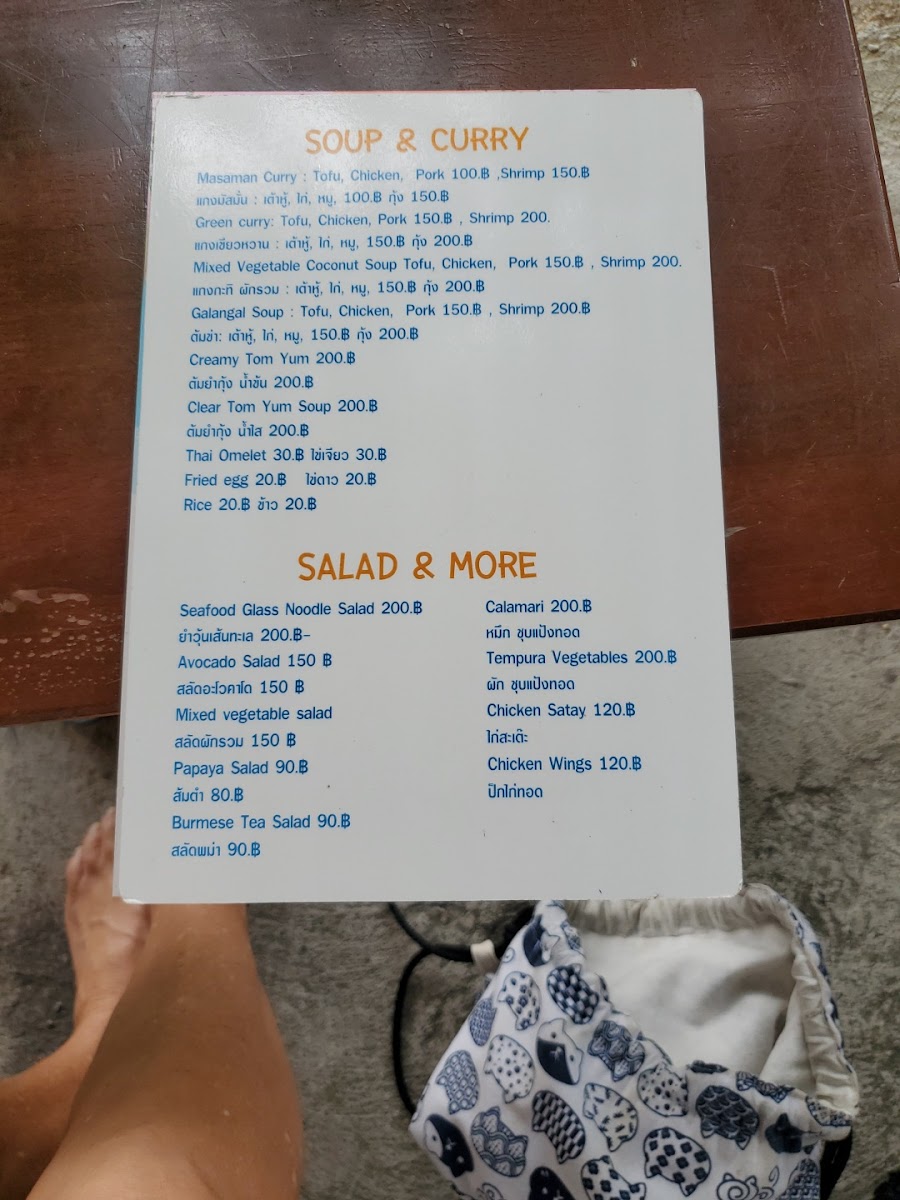 SOUP & CURRY
Masaman Curry : Tofu, Chicken, Pork 100.฿ ,Shrimp 150.฿
แกงมัสมั่น : เต้าหู้, ไก่, หมู, 100.฿ กุ้ง 150.฿
Green curry: Tofu, Chicken, Pork 150.฿ , Shrimp 200.
แกงเขียวหวาน : เต้าหู้, ไก่, หมู, 150.฿ กุ้ง 200.฿
Mixed Vegetable Coconut Soup Tofu, Chicken, Pork 150.฿ , Shrimp 200.
แกงกะทิ ผักรวม : เต้าหู้, ไก่, หมู, 150.฿ กุ้ง 200.฿
Galangal Soup : Tofu, Chicken, Pork 150.฿ , Shrimp 200.฿
ต้มข่า: เต้าหู้, ไก่, หมู, 150.฿ กุ้ง 200.฿
Creamy Tom Yum 200.฿
ต้มยำกุ้ง น้ำข้น 200.฿
Clear Tom Yum Soup 200.฿
ต้มยำกุ้ง น้ำใส 200.฿
Thai Omelet 30.฿ ไข่เจียว 30.฿
Fried egg 20.฿ ไข่ดาว 20.฿
Rice 20.฿ ข้าว 20.฿
SALAD & MORE
Seafood Glass Noodle Salad 200.฿
ยำวุ้นเส้นทะเล 200.฿–
Avocado Salad 150 ฿
สลัดอะโวคาโด 150 ฿
Mixed vegetable salad
สลัดผักรวม 150 ฿
Papaya Salad 90.฿
ส้มตำ 80.฿
Burmese Tea Salad 90.฿
สลัดพม่า 90.฿
Calamari 200.฿
หมึก ชุบแป้งทอด
Tempura Vegetables 200.฿
ผัก ชุบแป้งทอด
Chicken Satay 120.฿
ไก่สะเต๊ะ
Chicken Wings 120.฿
ปีกไก่ทอด